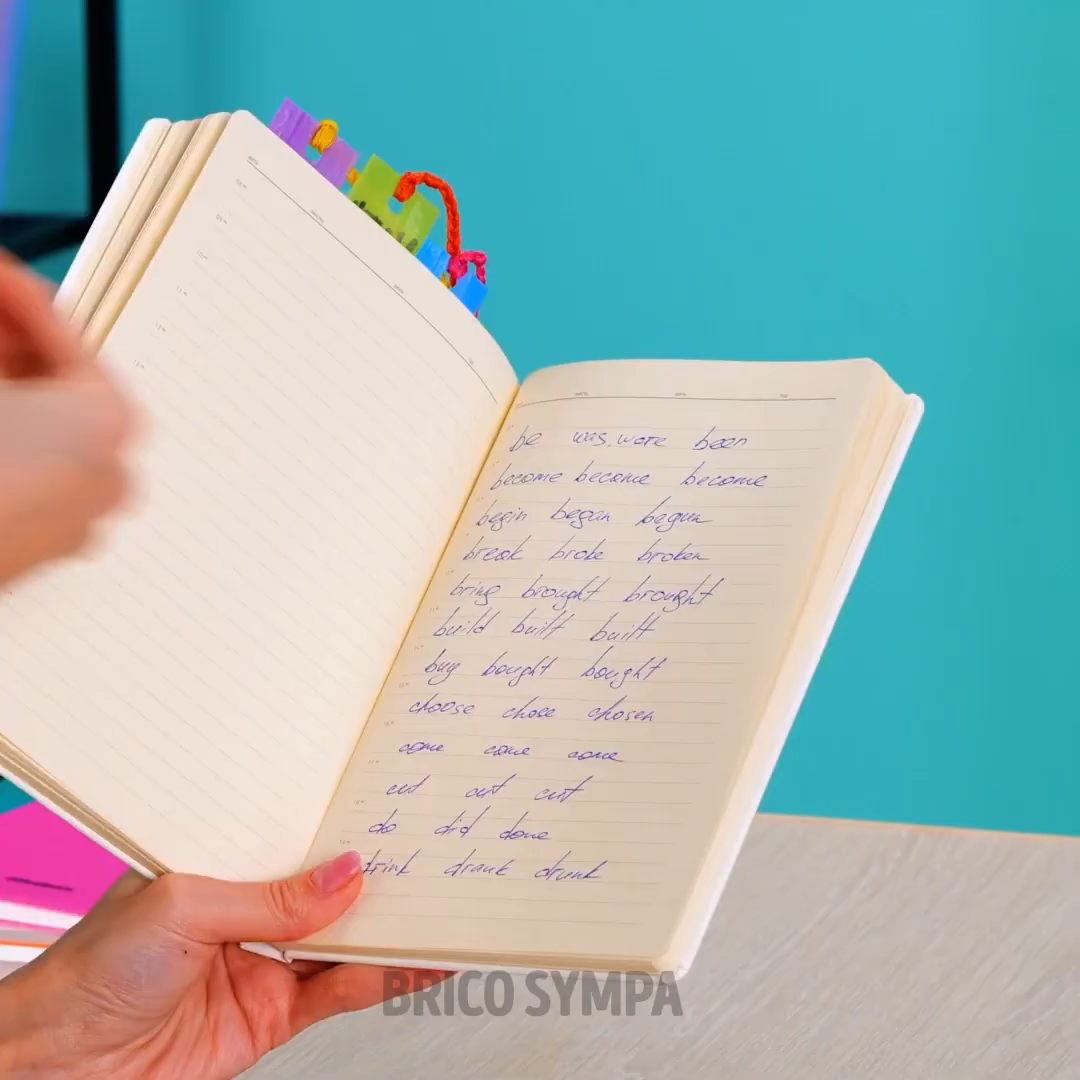 be was, were been
become became become
begin began begun
break broke broken
bring brought brought
build built built
buy bought bought
choose chose chosen
come came come
cut cut cut
do did done
drink drank drunk
BRICO SYMPA